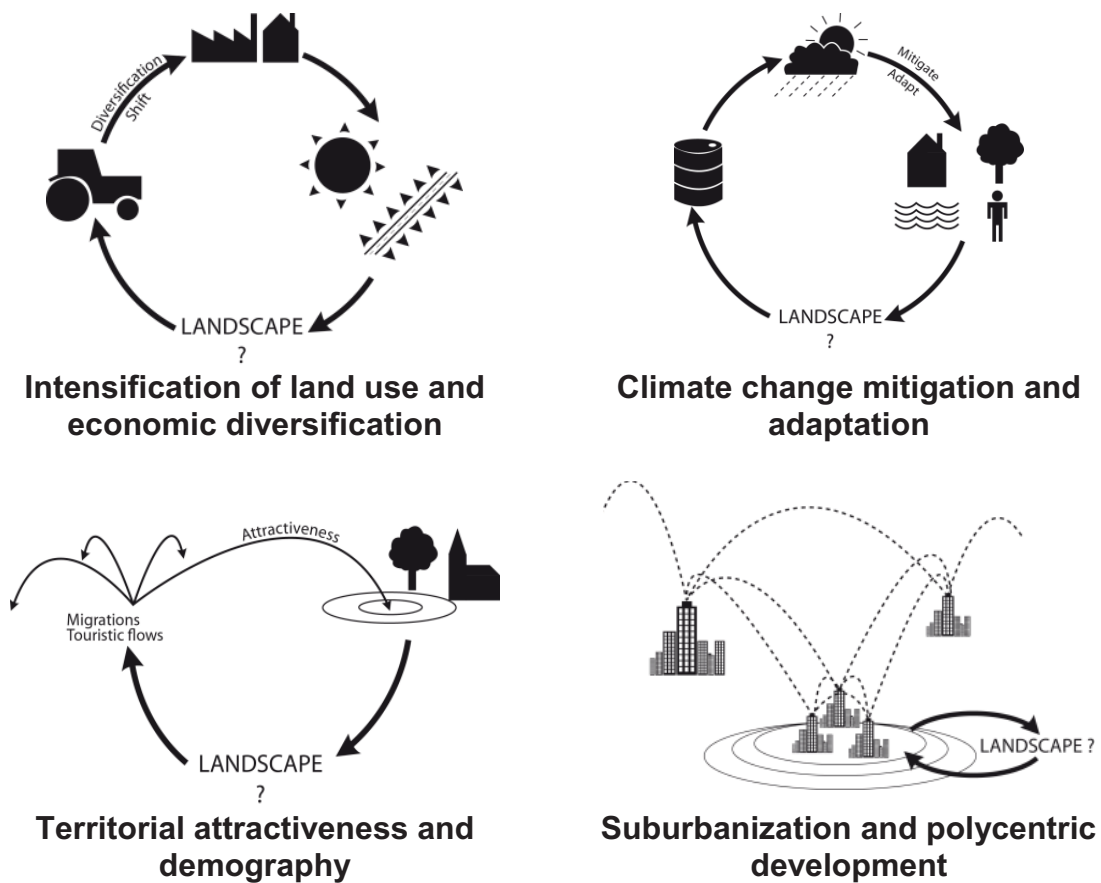 Diversification
Shift
LANDSCAPE
?
Intensification of land use and
economic diversification
Mitigate
Adapt
LANDSCAPE
?
Climate change mitigation and
adaptation
Attractiveness
Migrations
Touristic flows
LANDSCAPE
?
Territorial attractiveness and
demography
LANDSCAPE ?
Suburbanization and polycentric
development